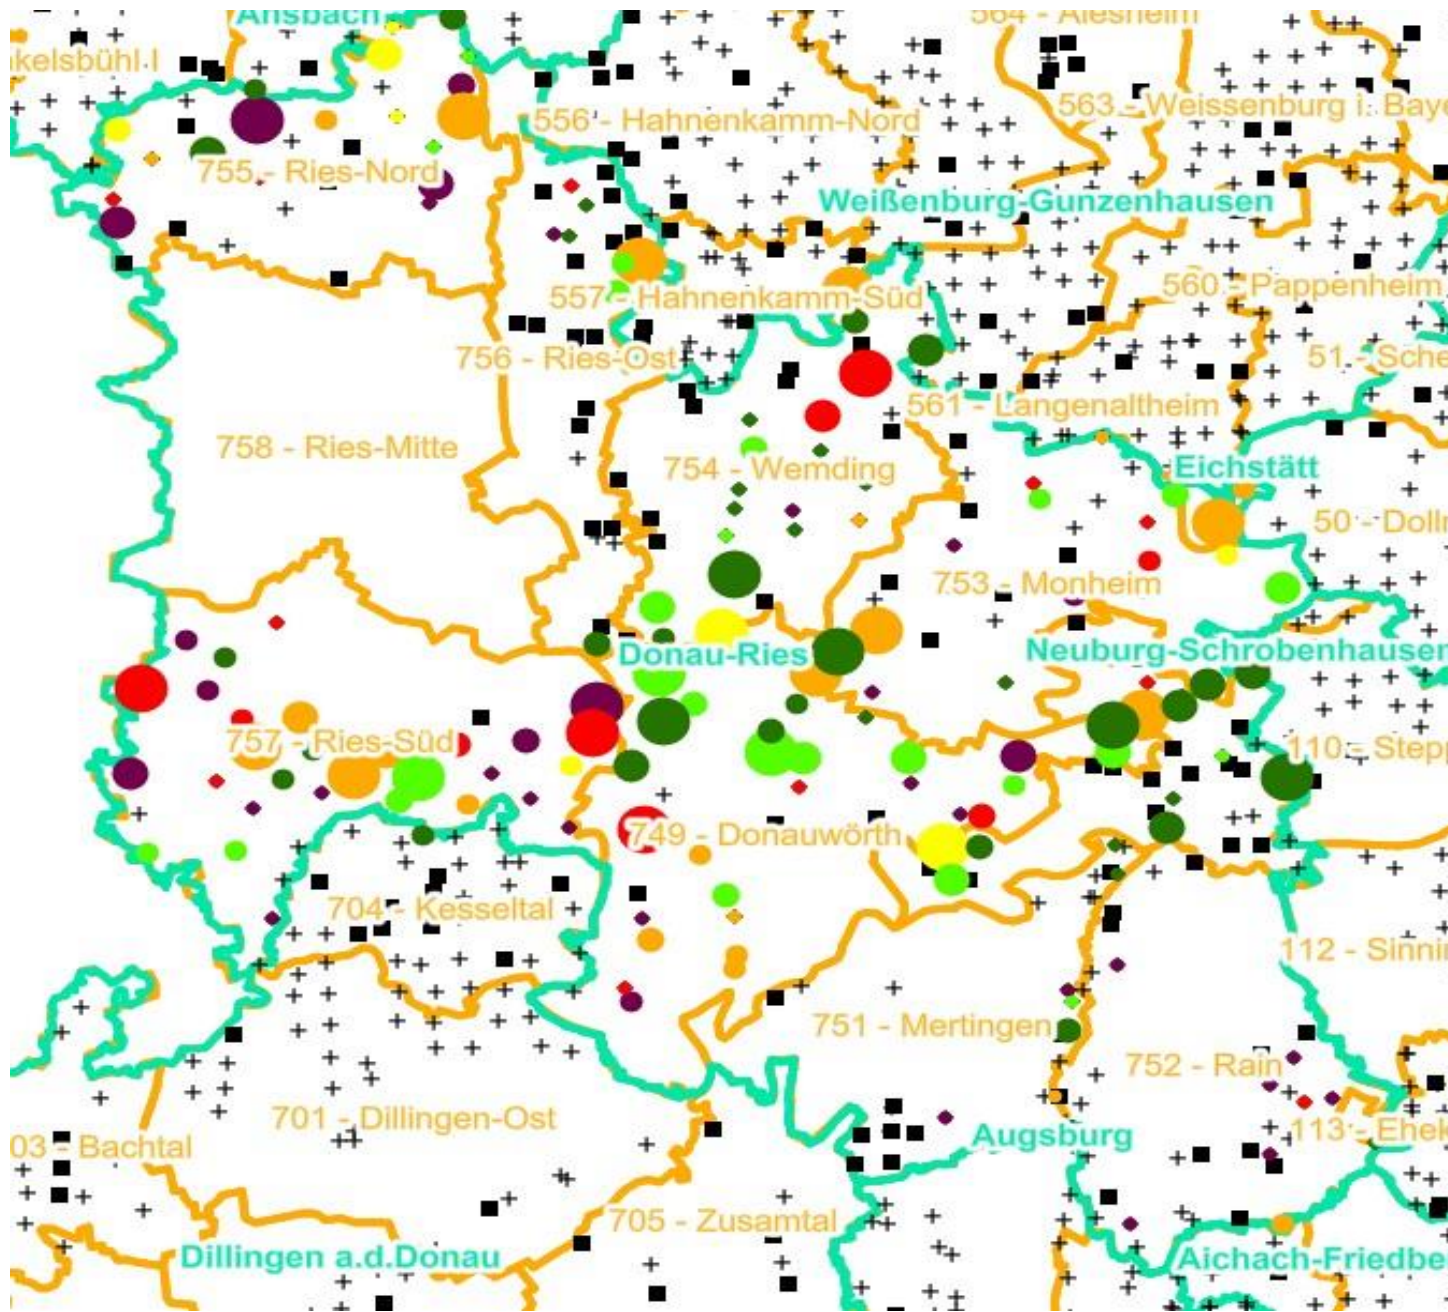 Ansbach
564 - Alesheim
kelsbühl I
563 - Weissenburg i. Baye
556 - Hahnenkamm-Nord
755 - Ries-Nord
Weißenburg-Gunzenhausen
560 - Pappenheim
557 - Hahnenkamm-Süd
756 - Ries-Ost
51 - Sche
561 - Langenaltheim
758 - Ries-Mitte
754 - Wemding
Eichstätt
50 - Dolli
753 - Monheim
Donau-Ries
Neuburg-Schrobenhausen
757 - Ries-Süd
110 - Stepp
749 - Donauwörth
704 - Kesseltal
112 - Sinnin
751 - Mertingen
752 - Rain
701 - Dillingen-Ost
113 - Ehek
03 - Bachtal
Augsburg
705 - Zusamtal
Dillingen a.d.Donau
Aichach-Friedbe